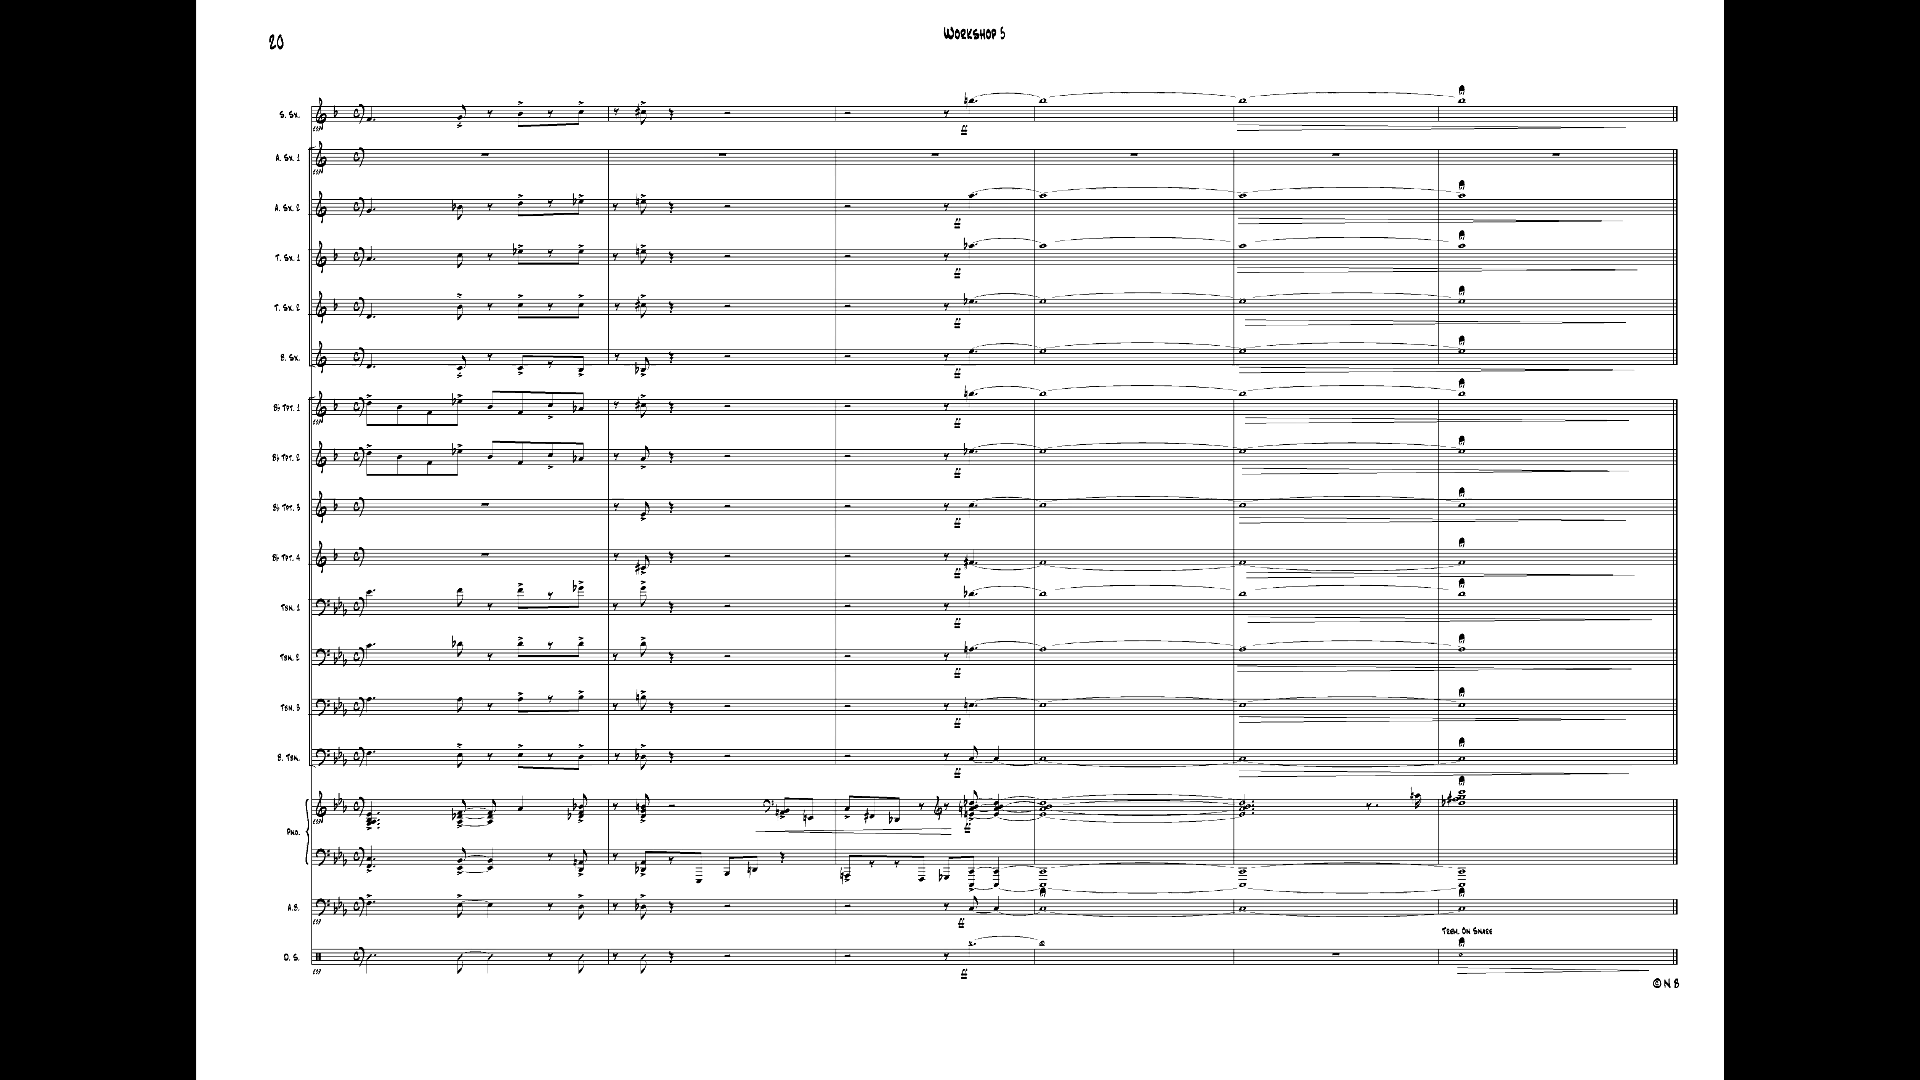 20
Workshop 5
S. Sx.
A. Sx. 1
A. Sx. 2
T. Sx. 1
T. Sx. 2
B. Sx.
B♭ Tpt. 1
B♭ Tpt. 2
B♭ Tpt. 3
B♭ Tpt. 4
Tbn. 1
Tbn. 2
Tbn. 3
B. Tbn.
Pno.
A.B.
D. S.
Trem. On Snare
© N B